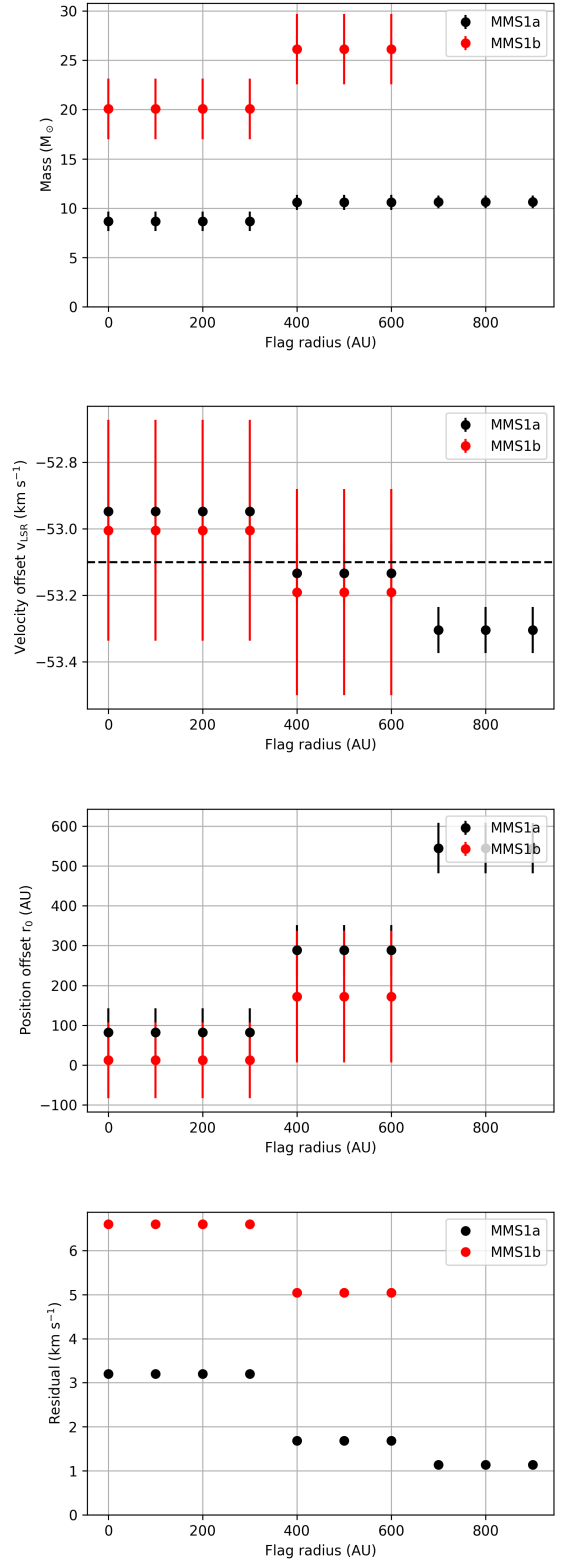 30
25
20
15
10
5
0
Mass (M⊙)
MMS1a
MMS1b
0 200 400 600 800
Flag radius (AU)
−52.8
−53.0
−53.2
−53.4
Velocity offset vLSR (km s⁻¹)
MMS1a
MMS1b
0 200 400 600 800
Flag radius (AU)
600
500
400
300
200
100
0
−100
Position offset r₀ (AU)
MMS1a
MMS1b
0 200 400 600 800
Flag radius (AU)
6
5
4
3
2
1
0
Residual (km s⁻¹)
MMS1a
MMS1b
0 200 400 600 800
Flag radius (AU)